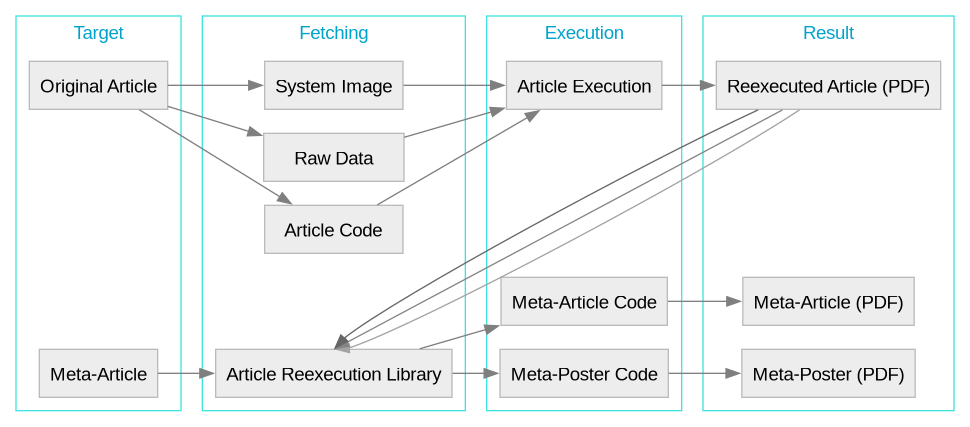 Target
Fetching
Execution
Result
Original Article
System Image
Article Execution
Reexecuted Article (PDF)
Raw Data
Article Code
Meta-Article Code
Meta-Article (PDF)
Meta-Article
Article Reexecution Library
Meta-Poster Code
Meta-Poster (PDF)